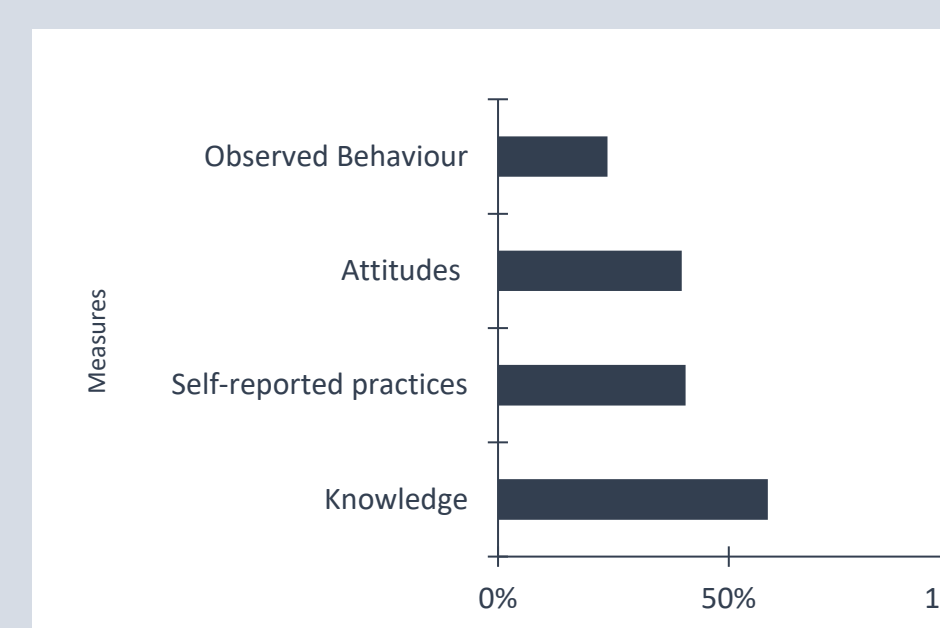 Observed Behaviour
Attitudes
Measures
Self-reported practices
Knowledge
0% 50% 1